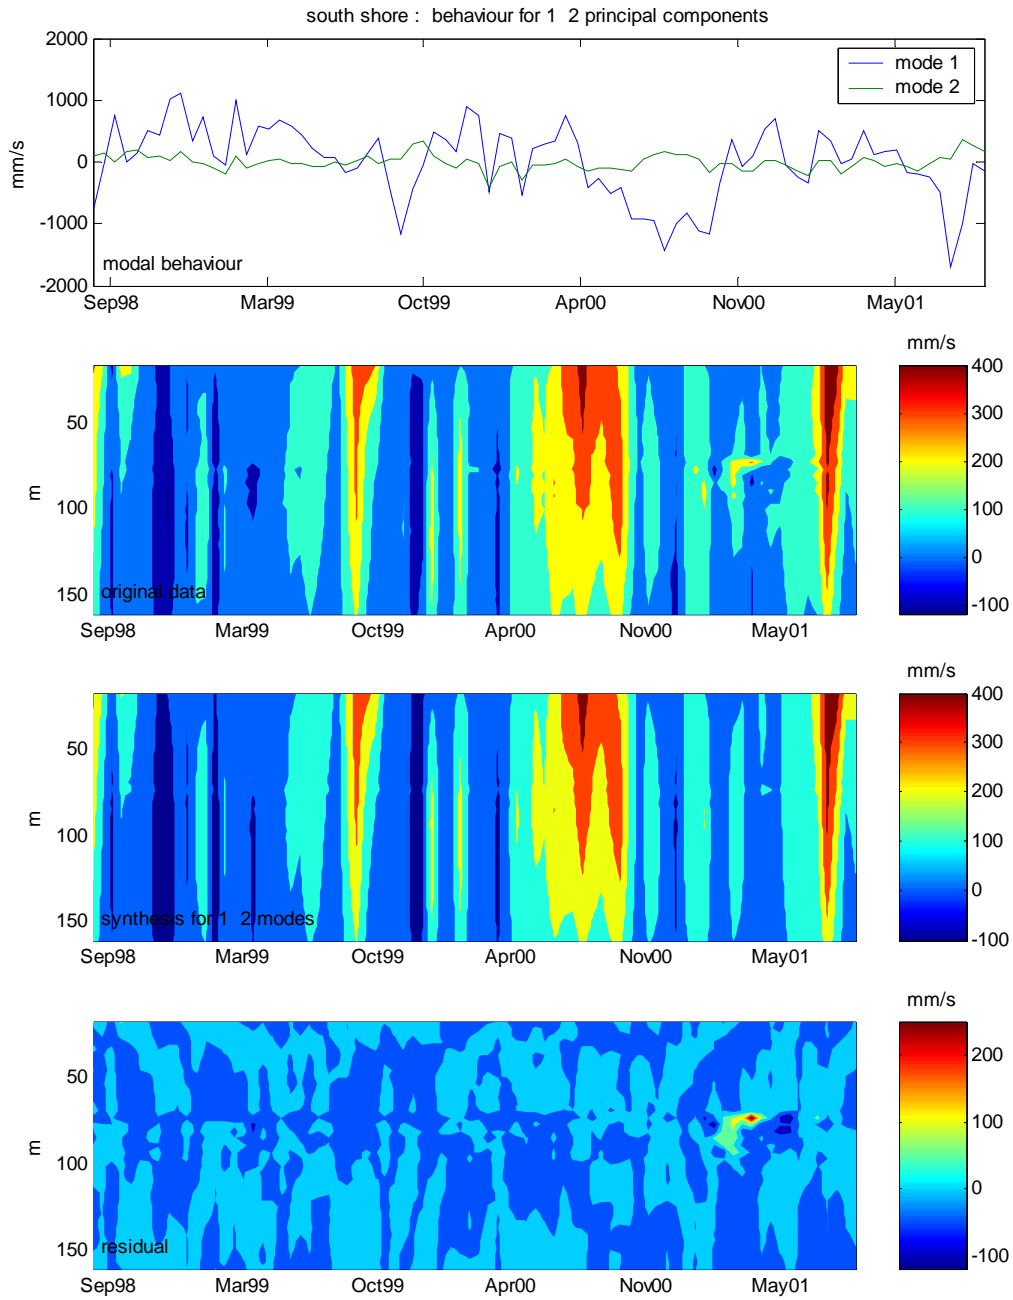 south shore : behaviour for 1 2 principal components
2000
1000
0
-1000
-2000
mm/s
mode 1
mode 2
modal behaviour
Sep98 Mar99 Oct99 Apr00 Nov00 May01
mm/s
50
100
150
m
original data
400
300
200
100
0
-100
Sep98 Mar99 Oct99 Apr00 Nov00 May01
mm/s
50
100
150
m
synthesis for 1 2 modes
400
300
200
100
0
-100
Sep98 Mar99 Oct99 Apr00 Nov00 May01
mm/s
50
100
150
m
residual
200
100
0
-100
Sep98 Mar99 Oct99 Apr00 Nov00 May01